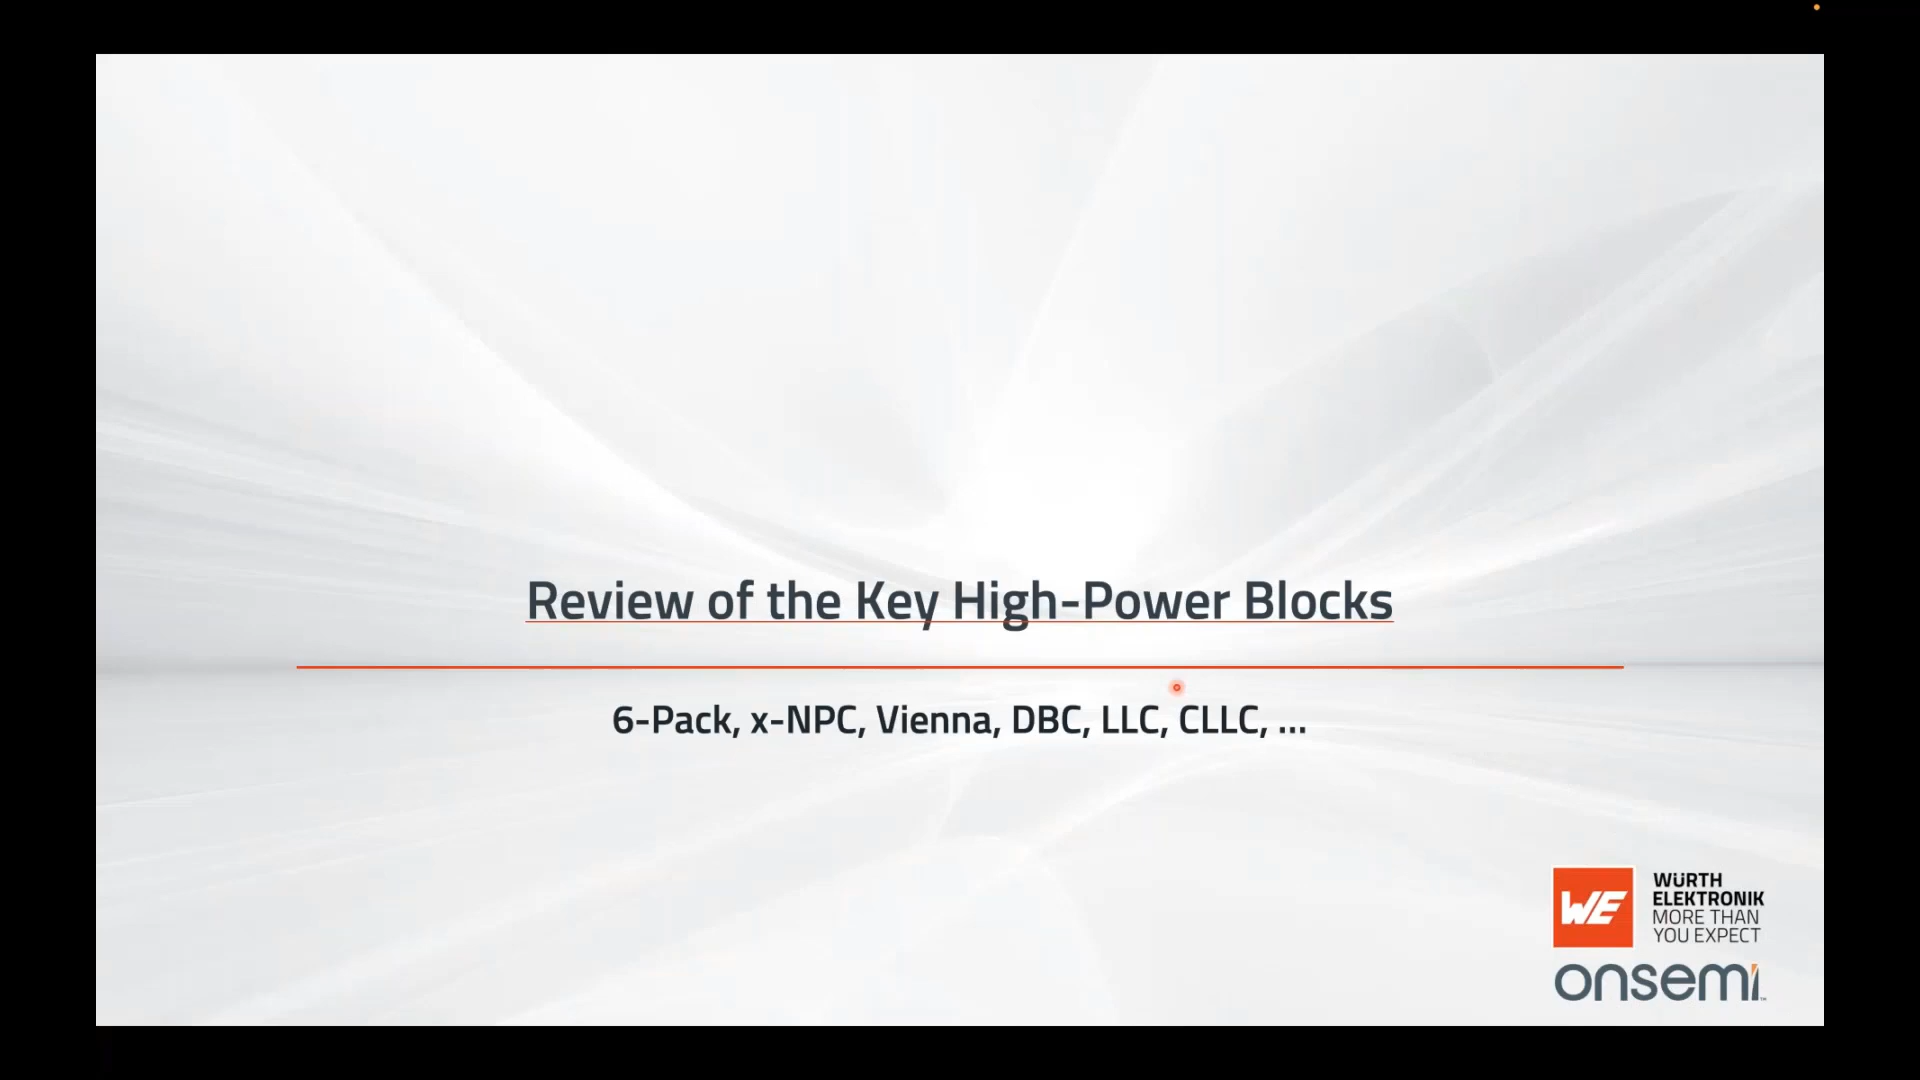 Review of the Key High-Power Blocks
6-Pack, x-NPC, Vienna, DBC, LLC, CLLC, ...
WE
WÜRTH
ELEKTRONIK
MORE THAN
YOU EXPECT
onsemi